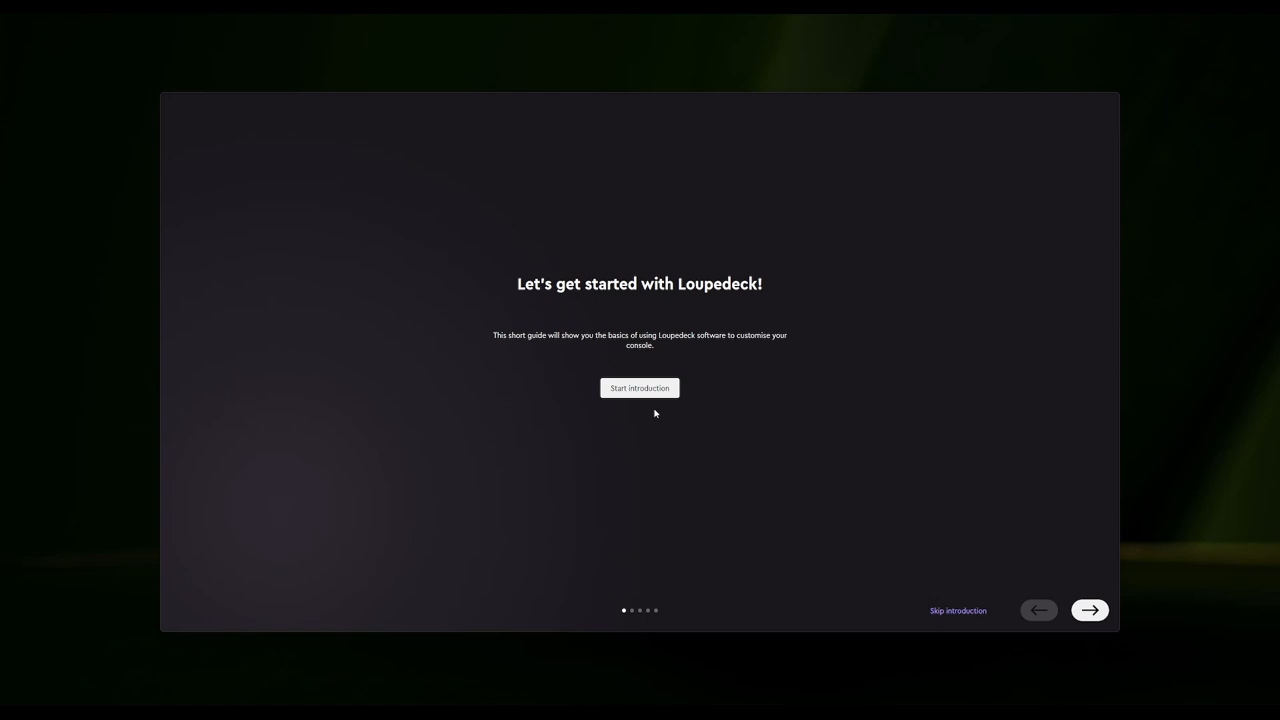 Let's get started with Loupedeck!
This short guide will show you the basics of using Loupedeck software to customise your
console.
Start introduction
Skip introduction